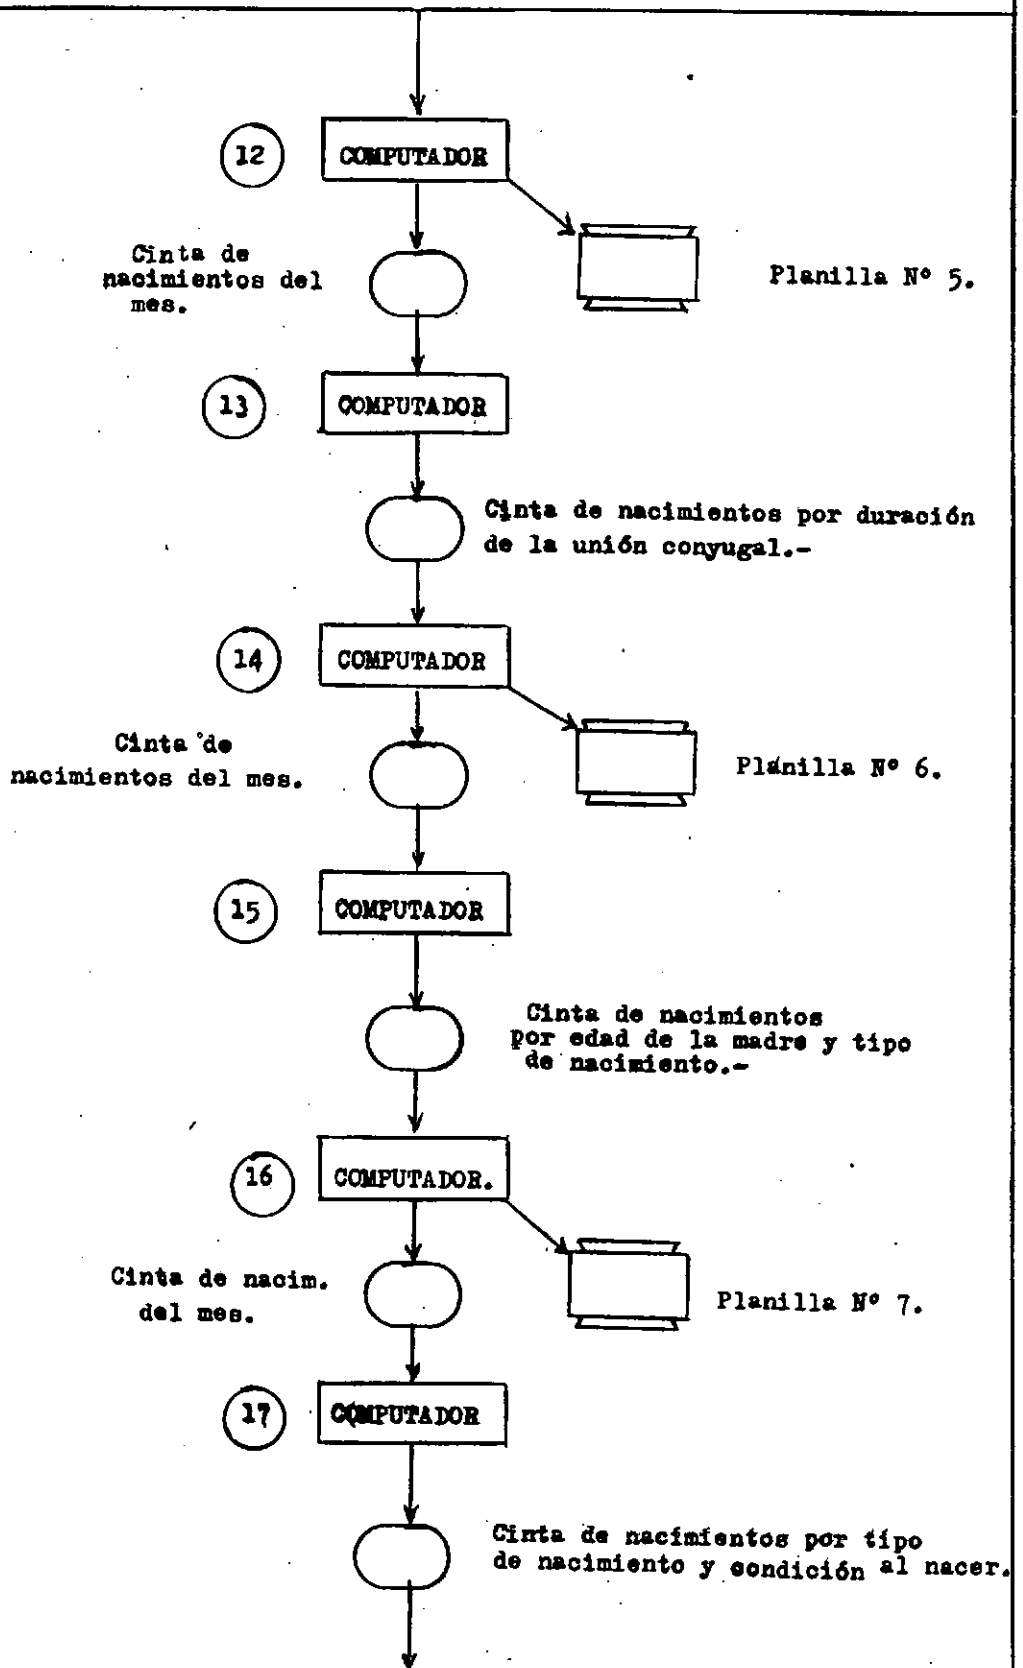 12
COMPUTADOR
Cinta de
nacimientos del
mes.
Planilla Nº 5.
13
COMPUTADOR
Cinta de nacimientos por duración
de la unión conyugal.-
14
COMPUTADOR
Cinta de
nacimientos del mes.
Planilla Nº 6.
15
COMPUTADOR
Cinta de nacimientos
por edad de la madre y tipo
de nacimiento.-
16
COMPUTADOR.
Cinta de nacim.
del mes.
Planilla Nº 7.
17
COMPUTADOR
Cinta de nacimientos por tipo
de nacimiento y condición al nacer.